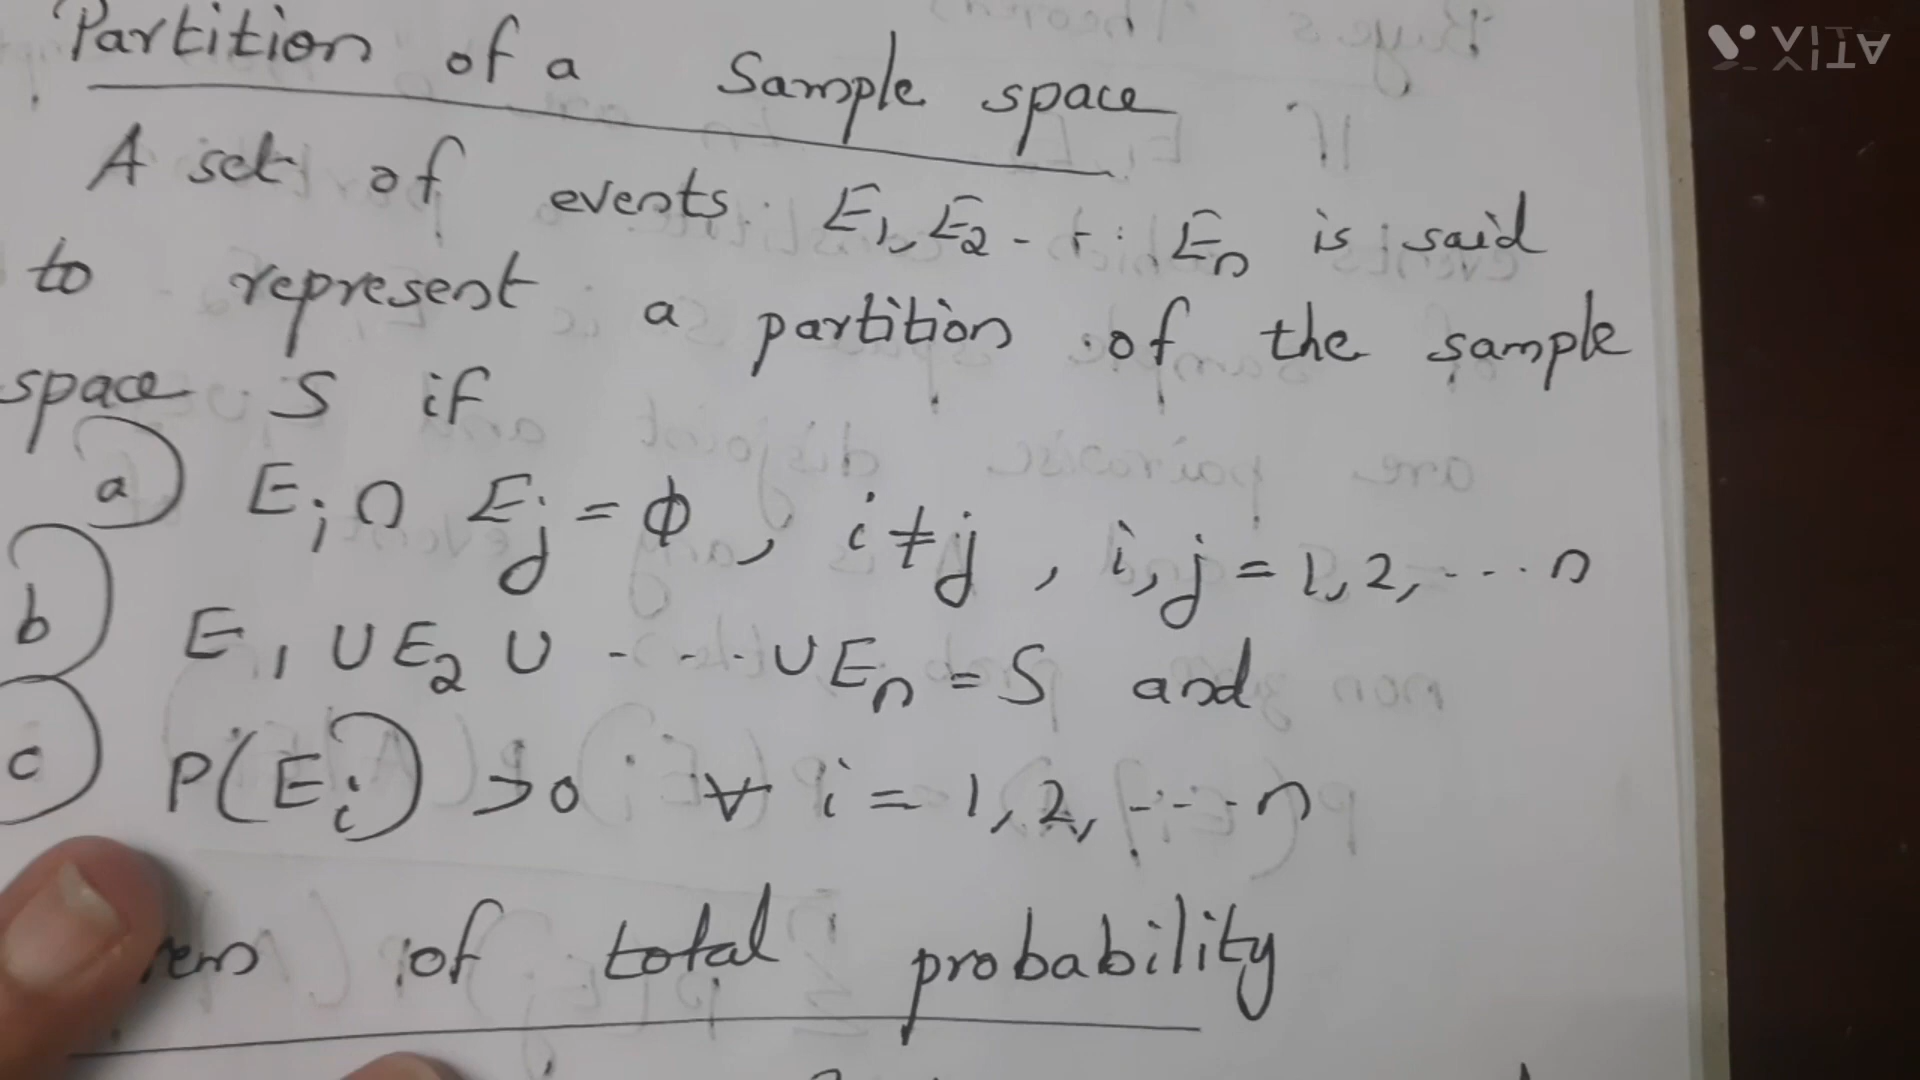 Partition of a Sample space
A set of events E1, E2 - - . En is said
to represent a partition of the sample
space S if
a) Ei ∩ Ej = ϕ, i ≠ j, i, j = 1, 2, .... n
b) E1 ∪ E2 ∪ - - .. ∪ En = S and
c) P(Ei) > 0 ∀ i = 1, 2, - - - n
of total probability
VITA